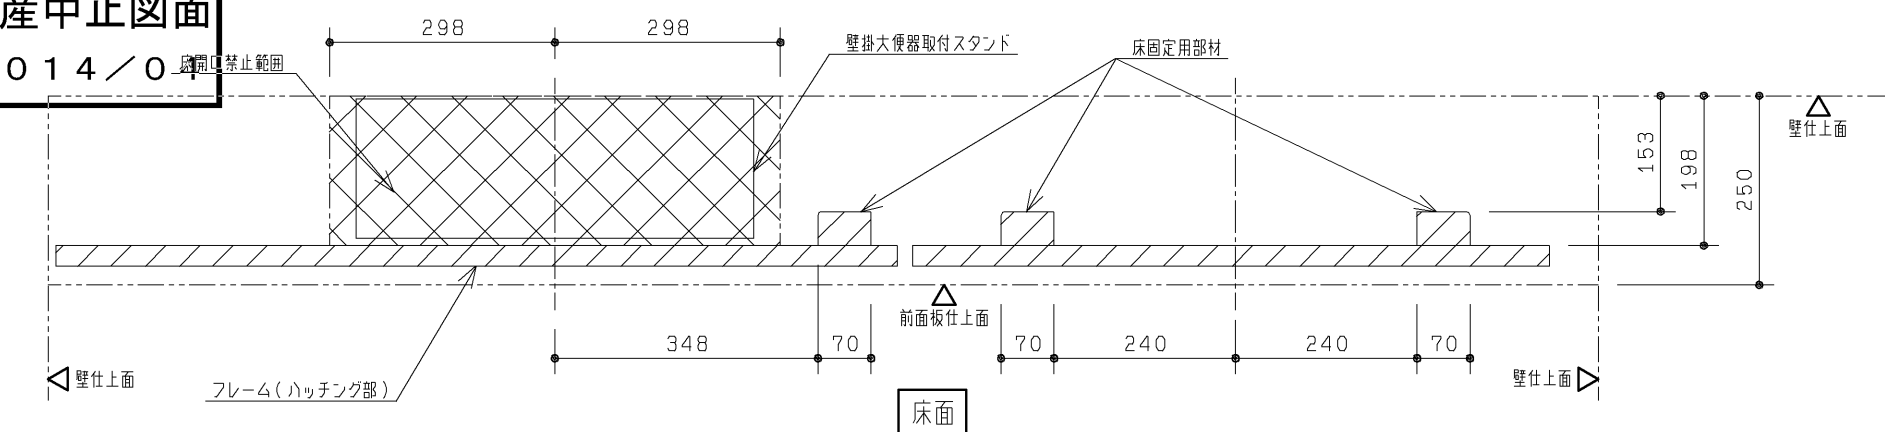 産中止図面
014/04
298
298
床開口禁止範囲
壁掛大便器取付スタンド
床固定用部材
壁仕上面
153
198
250
前面板仕上面
348
70
70
240
240
70
壁仕上面
壁仕上面
フレーム(ハッチング部)
床面